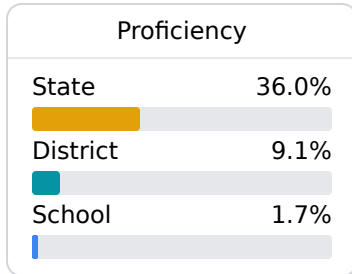 Proficiency
State 36.0%
District 9.1%
School 1.7%